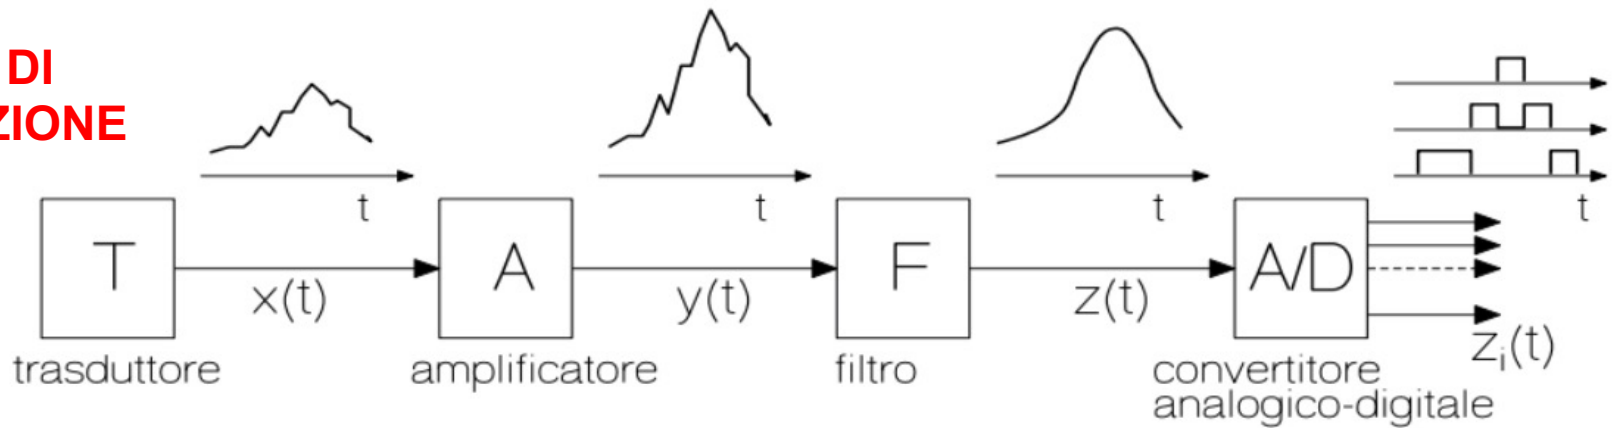 DI
ZIONE
t
t
t
t
T
A
F
A/D
x(t)
y(t)
z(t)
zi(t)
trasduttore
amplificatore
filtro
convertitore
analogico-digitale